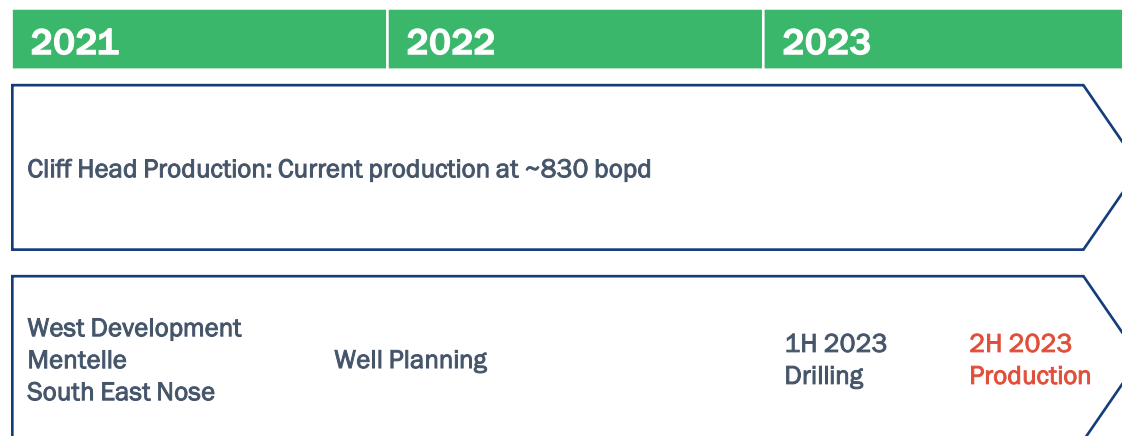 2021
2022
2023
Cliff Head Production: Current production at ~830 bopd
West Development
Mentelle
South East Nose
Well Planning
1H 2023
Drilling
2H 2023
Production